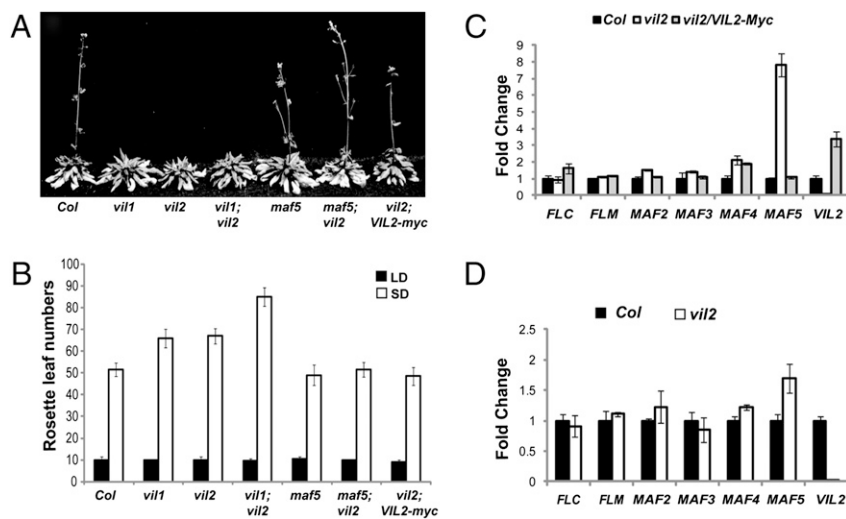 A
Col
vil1
vil2
vil1;
vil2
maf5
maf5;
vil2
vil2;
VIL2-myc
B
Rosette leaf numbers
100
90
80
70
60
50
40
30
20
10
0
LD
SD
Col
vil1
vil2
vil1;
vil2
maf5
maf5;
vil2
vil2;
VIL2-myc
C
Col vil2 vil2/VIL2-Myc
Fold Change
9
8
7
6
5
4
3
2
1
0
FLC
FLM
MAF2
MAF3
MAF4
MAF5
VIL2
D
Col vil2
Fold Change
2.5
2
1.5
1
0.5
0
FLC
FLM
MAF2
MAF3
MAF4
MAF5
VIL2